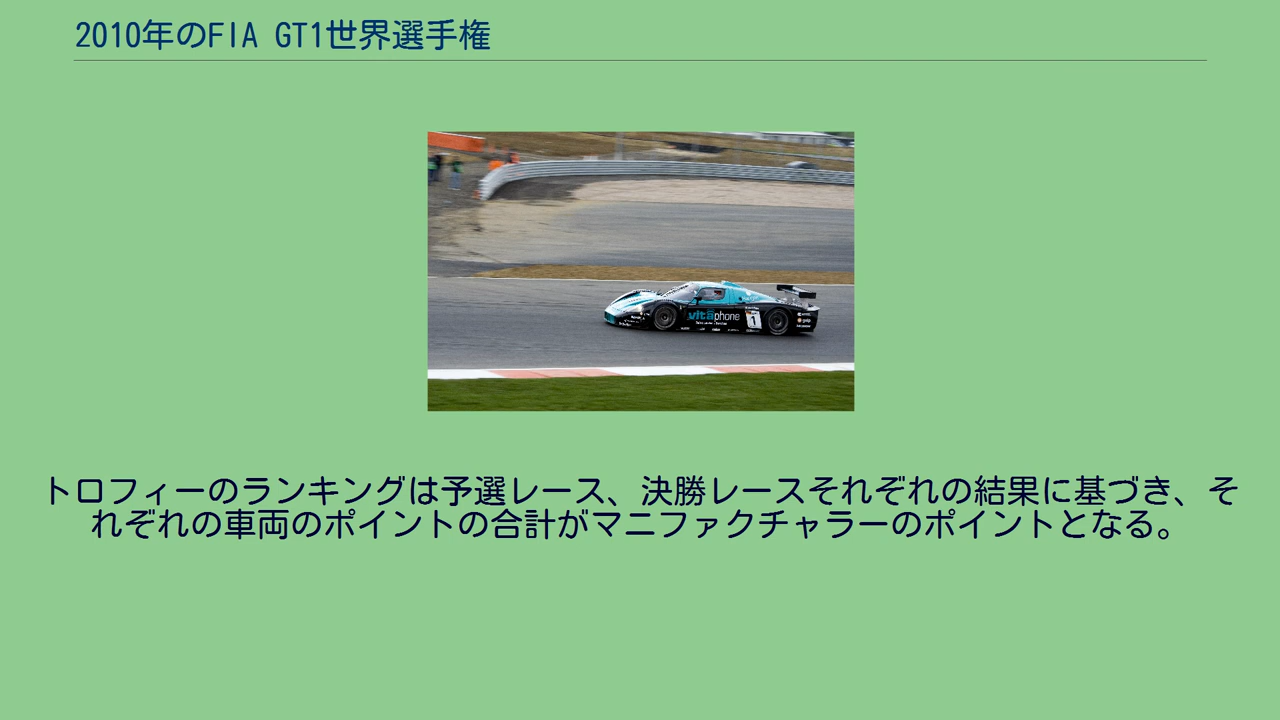 2010年のFIA GT1世界選手権
vitaphone
1
トロフィーのランキングは予選レース、決勝レースそれぞれの結果に基づき、そ
れぞれの車両のポイントの合計がマニファクチャラーのポイントとなる。